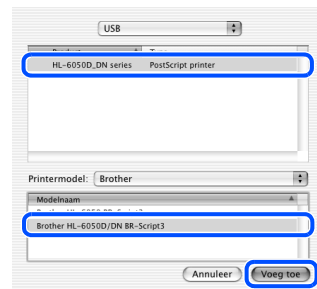 USB
HL-6050D_DN series PostScript printer
Printermodel: Brother
Modelnaam
Brother HL-6050D/DN BR-Script3
Annuleer Voeg toe